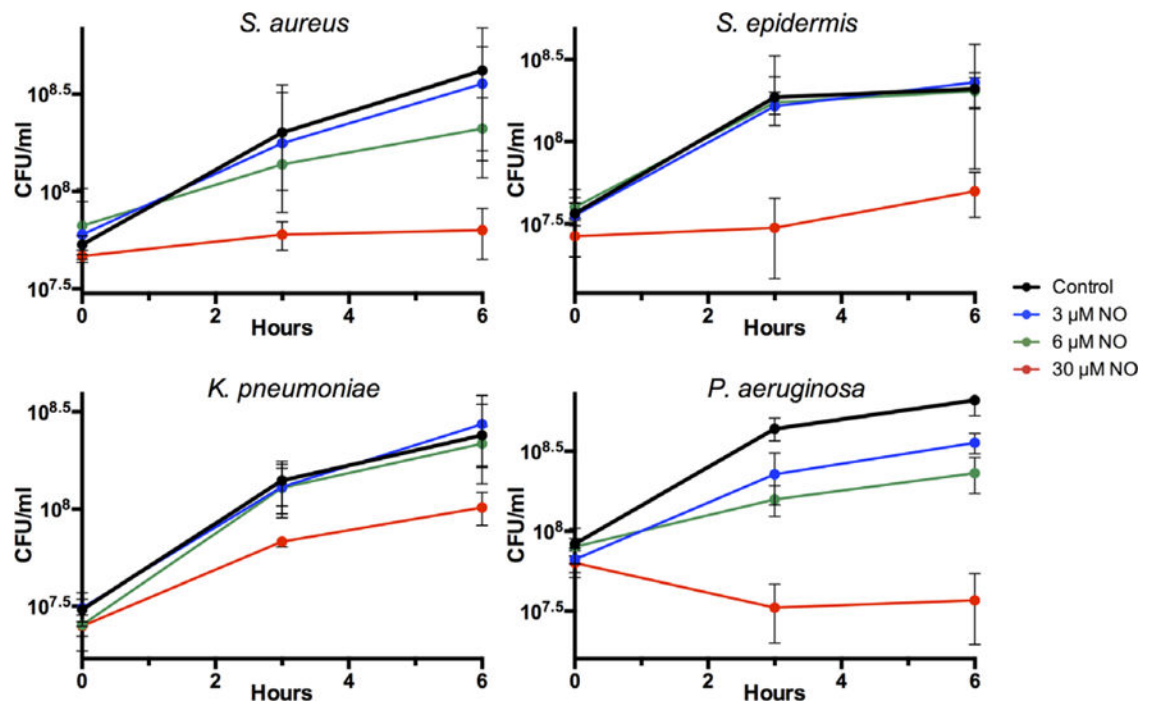 S. aureus
CFU/ml
10^8.5
10^8
10^7.5
0 2 4 6
Hours
S. epidermis
CFU/ml
10^8.5
10^8
10^7.5
0 2 4 6
Hours
Control
3 µM NO
6 µM NO
30 µM NO
K. pneumoniae
CFU/ml
10^8.5
10^8
10^7.5
0 2 4 6
Hours
P. aeruginosa
CFU/ml
10^8.5
10^8
10^7.5
0 2 4 6
Hours